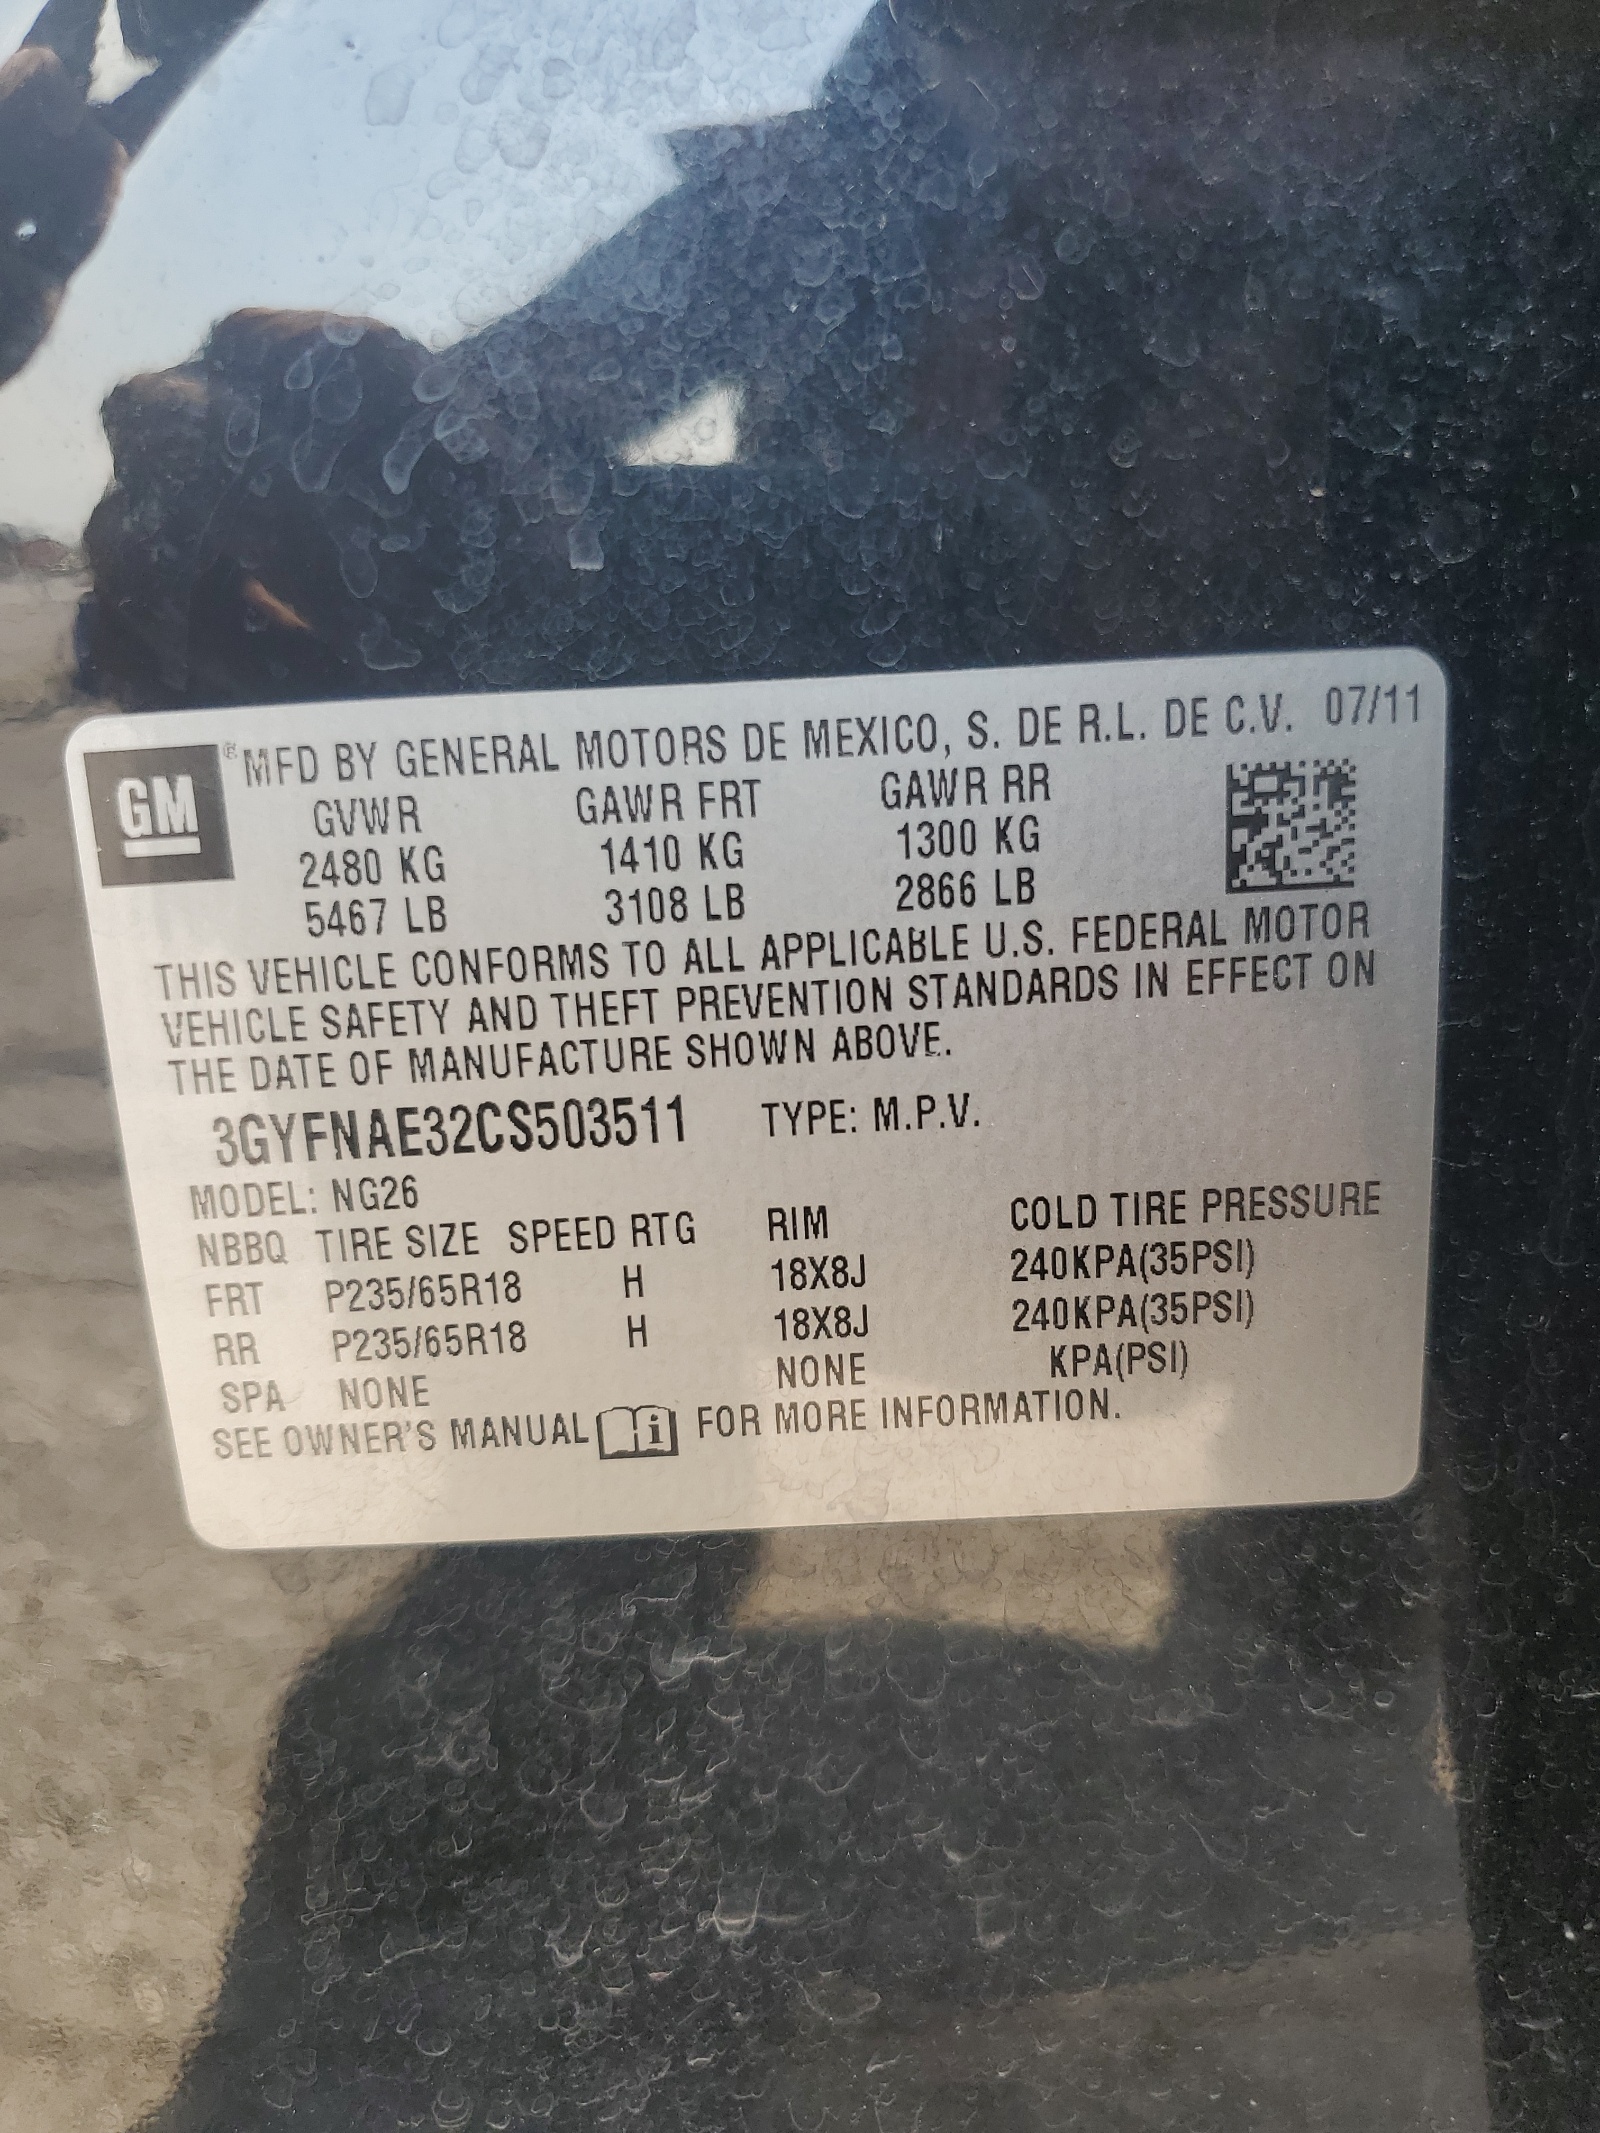 GM ® MFD BY GENERAL MOTORS DE MEXICO, S. DE R.L. DE C.V. 07/11
GVWR GAWR FRT GAWR RR
2480 KG 1410 KG 1300 KG
5467 LB 3108 LB 2866 LB
THIS VEHICLE CONFORMS TO ALL APPLICABLE U.S. FEDERAL MOTOR
VEHICLE SAFETY AND THEFT PREVENTION STANDARDS IN EFFECT ON
THE DATE OF MANUFACTURE SHOWN ABOVE.
3GYFNAE32CS503511 TYPE: M.P.V.
MODEL: NG26
NBBQ TIRE SIZE SPEED RTG RIM COLD TIRE PRESSURE
FRT P235/65R18 H 18X8J 240KPA(35PSI)
RR P235/65R18 H 18X8J 240KPA(35PSI)
SPA NONE NONE KPA(PSI)
SEE OWNER'S MANUAL i FOR MORE INFORMATION.